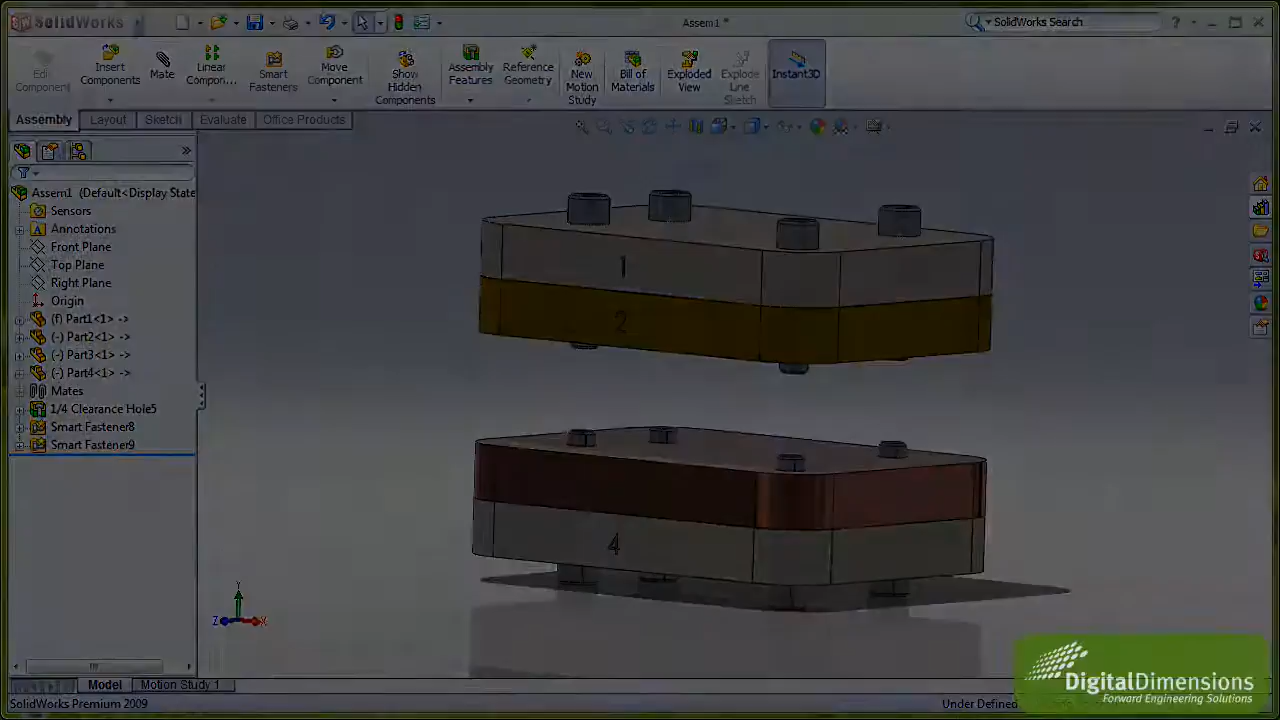 SolidWorks
Assem1 *
SolidWorks Search
Edit Component
Insert Components
Mate
Linear Compon...
Smart Fasteners
Move Component
Show Hidden Components
Assembly Features
Reference Geometry
New Motion Study
Bill of Materials
Exploded View
Explode Line Sketch
Instant3D
Assembly
Layout
Sketch
Evaluate
Office Products
Assem1 (Default<Display State
Sensors
Annotations
Front Plane
Top Plane
Right Plane
Origin
(f) Part1<1> ->
(-) Part2<1> ->
(-) Part3<1> ->
(-) Part4<1> ->
Mates
1/4 Clearance Hole5
Smart Fastener8
Smart Fastener9
1
2
4
Y
Z
X
Model
Motion Study 1
SolidWorks Premium 2009
Under Defined
DigitalDimensions
Forward Engineering Solutions